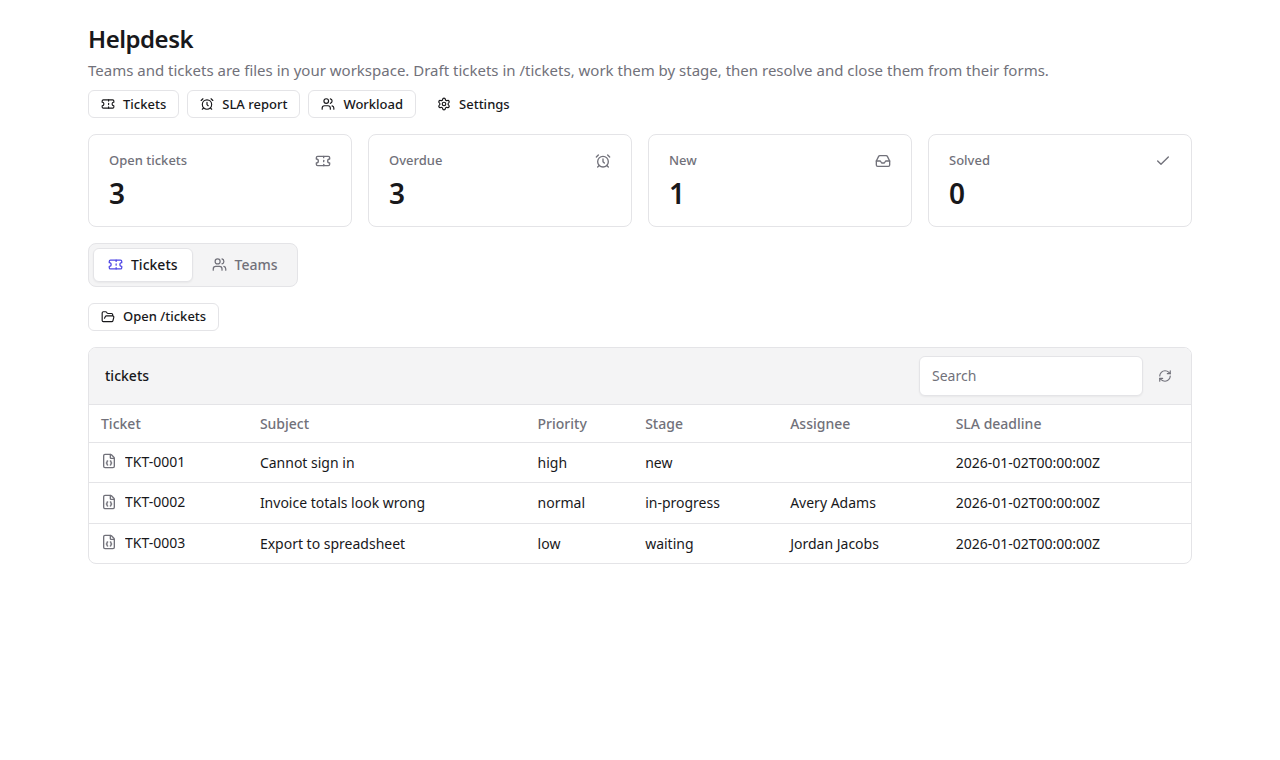 Helpdesk
Teams and tickets are files in your workspace. Draft tickets in /tickets, work them by stage, then resolve and close them from their forms.
Tickets SLA report Workload Settings
Open tickets Overdue New Solved
3 3 1 0
Tickets Teams
Open /tickets
tickets Search
Ticket Subject Priority Stage Assignee SLA deadline
TKT-0001 Cannot sign in high new 2026-01-02T00:00:00Z
TKT-0002 Invoice totals look wrong normal in-progress Avery Adams 2026-01-02T00:00:00Z
TKT-0003 Export to spreadsheet low waiting Jordan Jacobs 2026-01-02T00:00:00Z